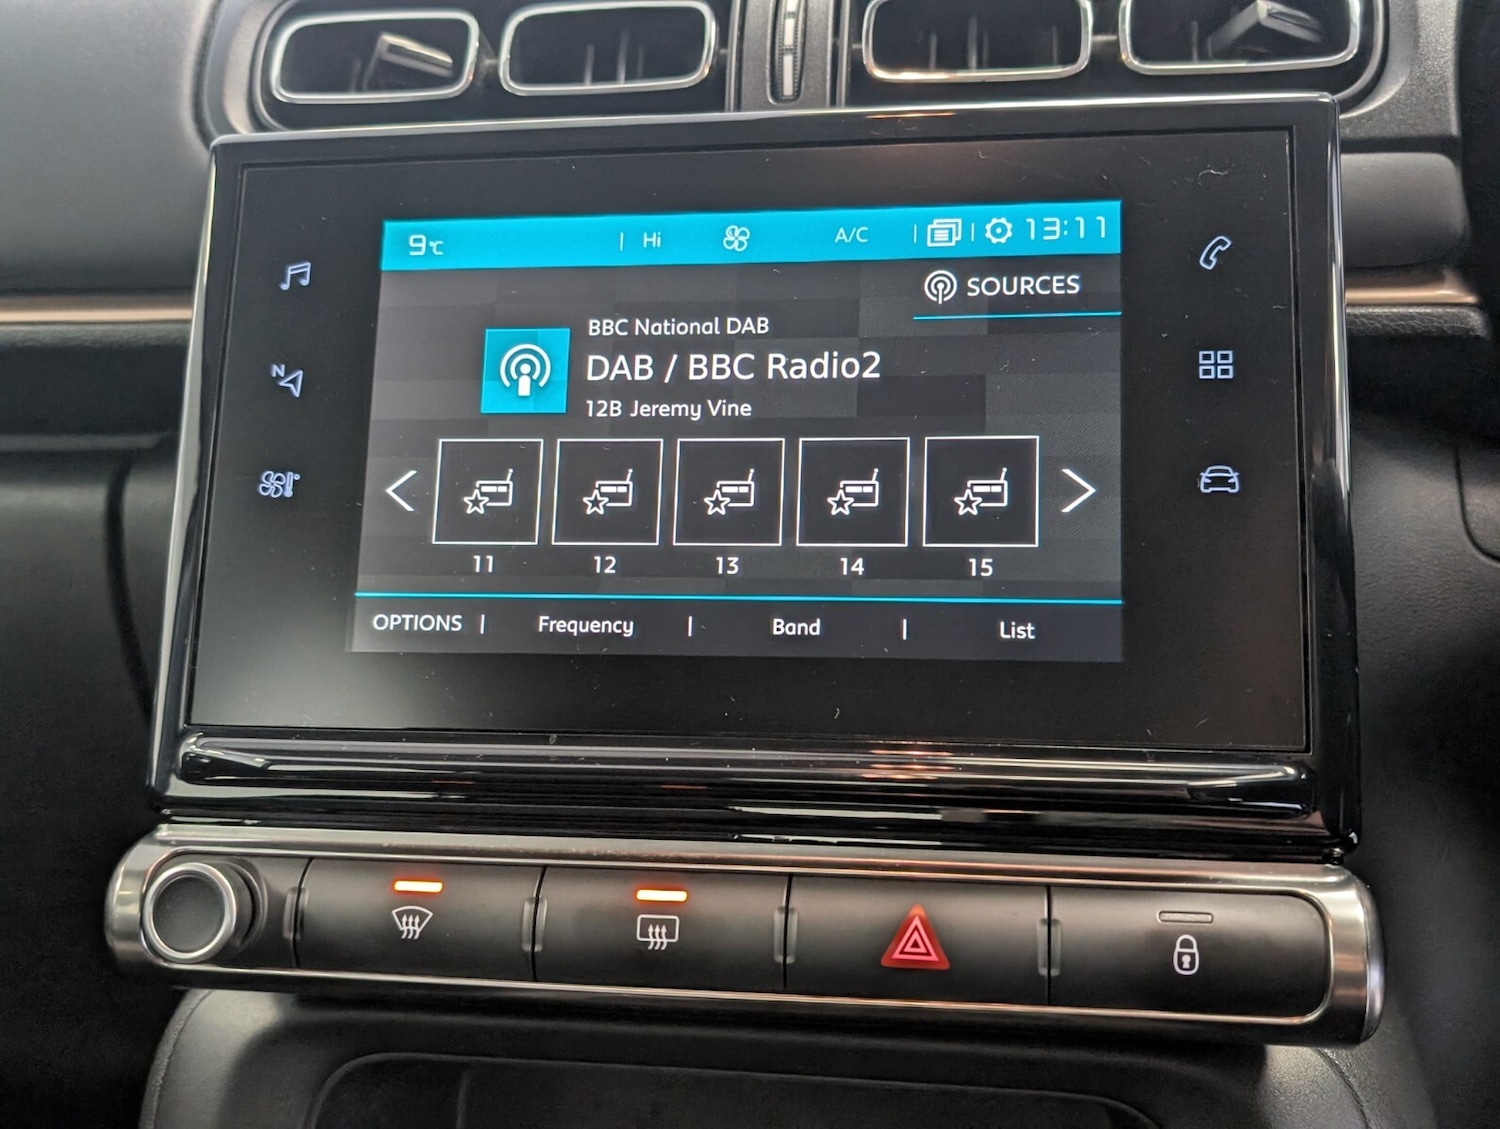 9°C | Hi A/C | | 13:11
SOURCES
BBC National DAB
DAB / BBC Radio2
12B Jeremy Vine
11 12 13 14 15
OPTIONS | Frequency | Band | List
N